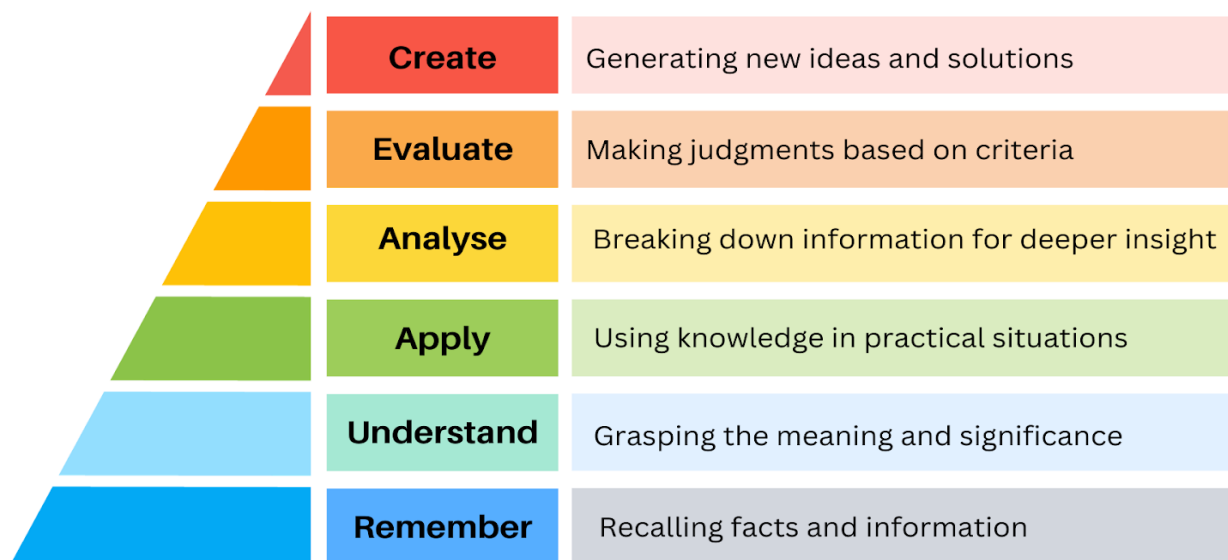 Create
Generating new ideas and solutions
Evaluate
Making judgments based on criteria
Analyse
Breaking down information for deeper insight
Apply
Using knowledge in practical situations
Understand
Grasping the meaning and significance
Remember
Recalling facts and information